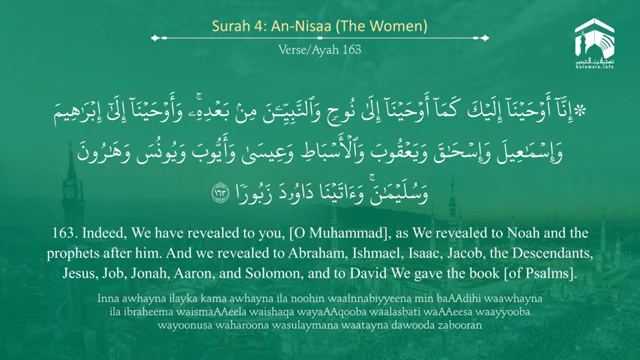 Surah 4: An-Nisaa (The Women)
Verse/Ayah 163
haramain.info
۞إِنَّآ أَوۡحَيۡنَآ إِلَيۡكَ كَمَآ أَوۡحَيۡنَآ إِلَىٰ نُوحٖ وَٱلنَّبِيِّـۧنَ مِنۢ بَعۡدِهِۦۚ وَأَوۡحَيۡنَآ إِلَىٰٓ إِبۡرَٰهِيمَ
وَإِسۡمَٰعِيلَ وَإِسۡحَٰقَ وَيَعۡقُوبَ وَٱلۡأَسۡبَاطِ وَعِيسَىٰ وَأَيُّوبَ وَيُونُسَ وَهَٰرُونَ
وَسُلَيۡمَٰنَۚ وَءَاتَيۡنَا دَاوُۥدَ زَبُورٗا ١٦٣
163. Indeed, We have revealed to you, [O Muhammad], as We revealed to Noah and the
prophets after him. And we revealed to Abraham, Ishmael, Isaac, Jacob, the Descendants,
Jesus, Job, Jonah, Aaron, and Solomon, and to David We gave the book [of Psalms].
Inna awhayna ilayka kama awhayna ila noohin waalnnabiyyeena min baAAdihi waawhayna
ila ibraheema waismaAAeela waishaqa wayaAAqooba waalasbati waAAeesa waayyooba
wayoonusa waharoona wasulaymana waatayna dawooda zabooran